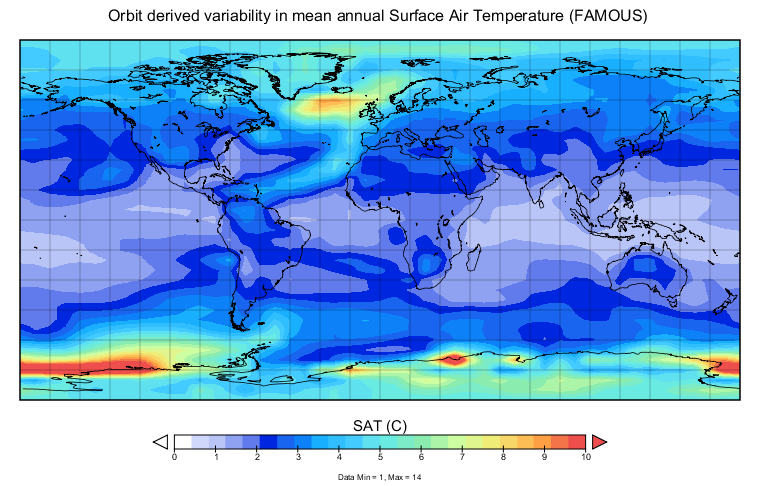 Orbit derived variability in mean annual Surface Air Temperature (FAMOUS)
SAT (C)
0 1 2 3 4 5 6 7 8 9 10
Data Min = 1, Max = 14